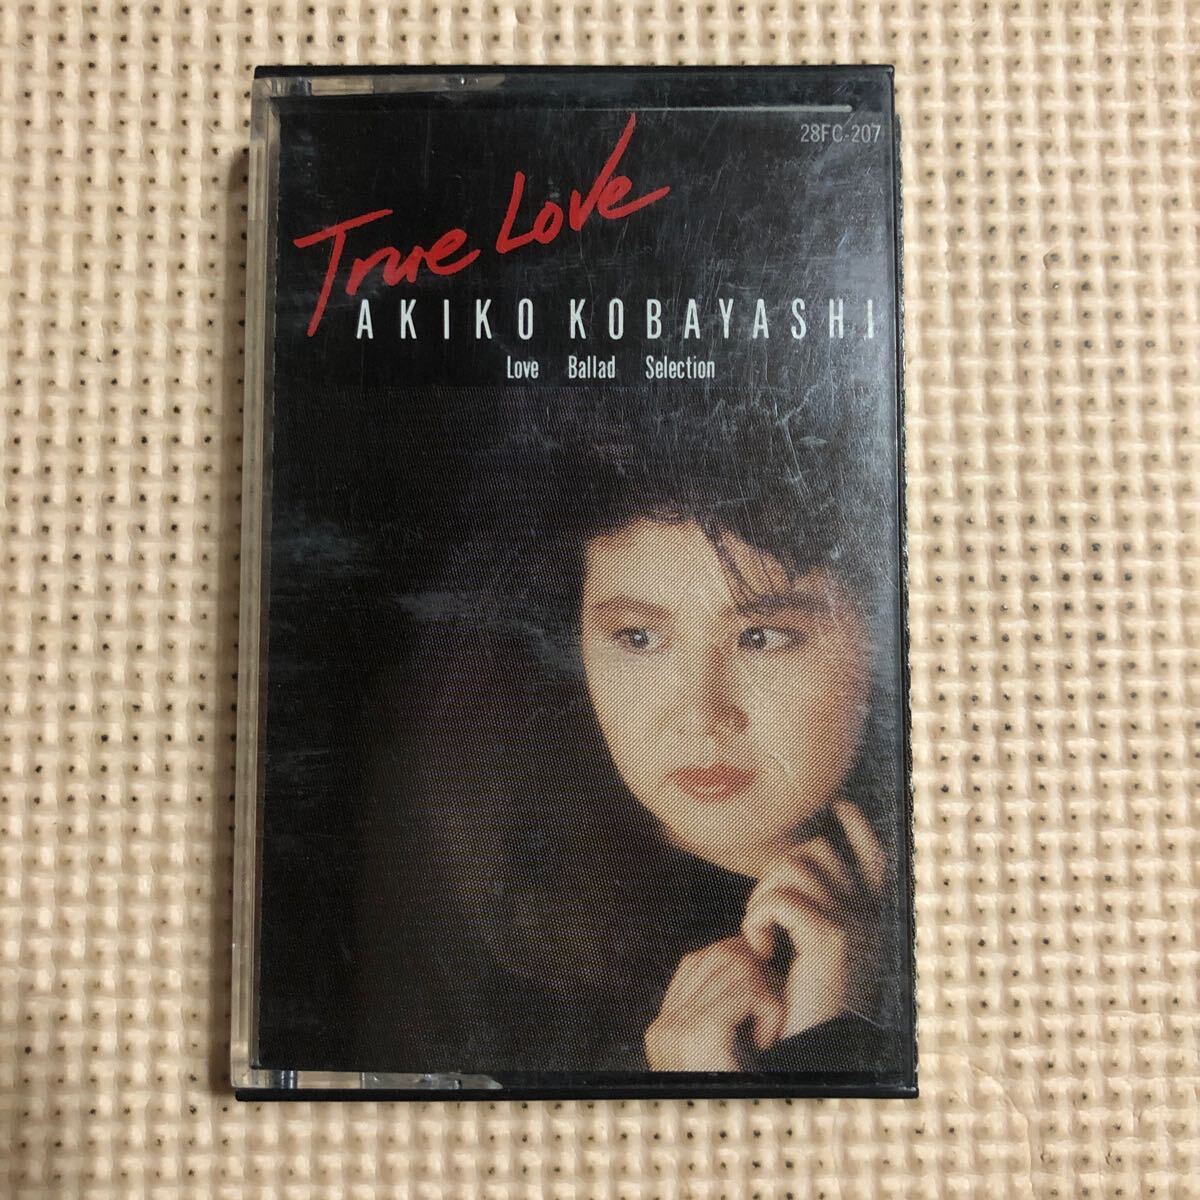 28FC-207
True Love
AKIKO KOBAYASHI
Love Ballad Selection